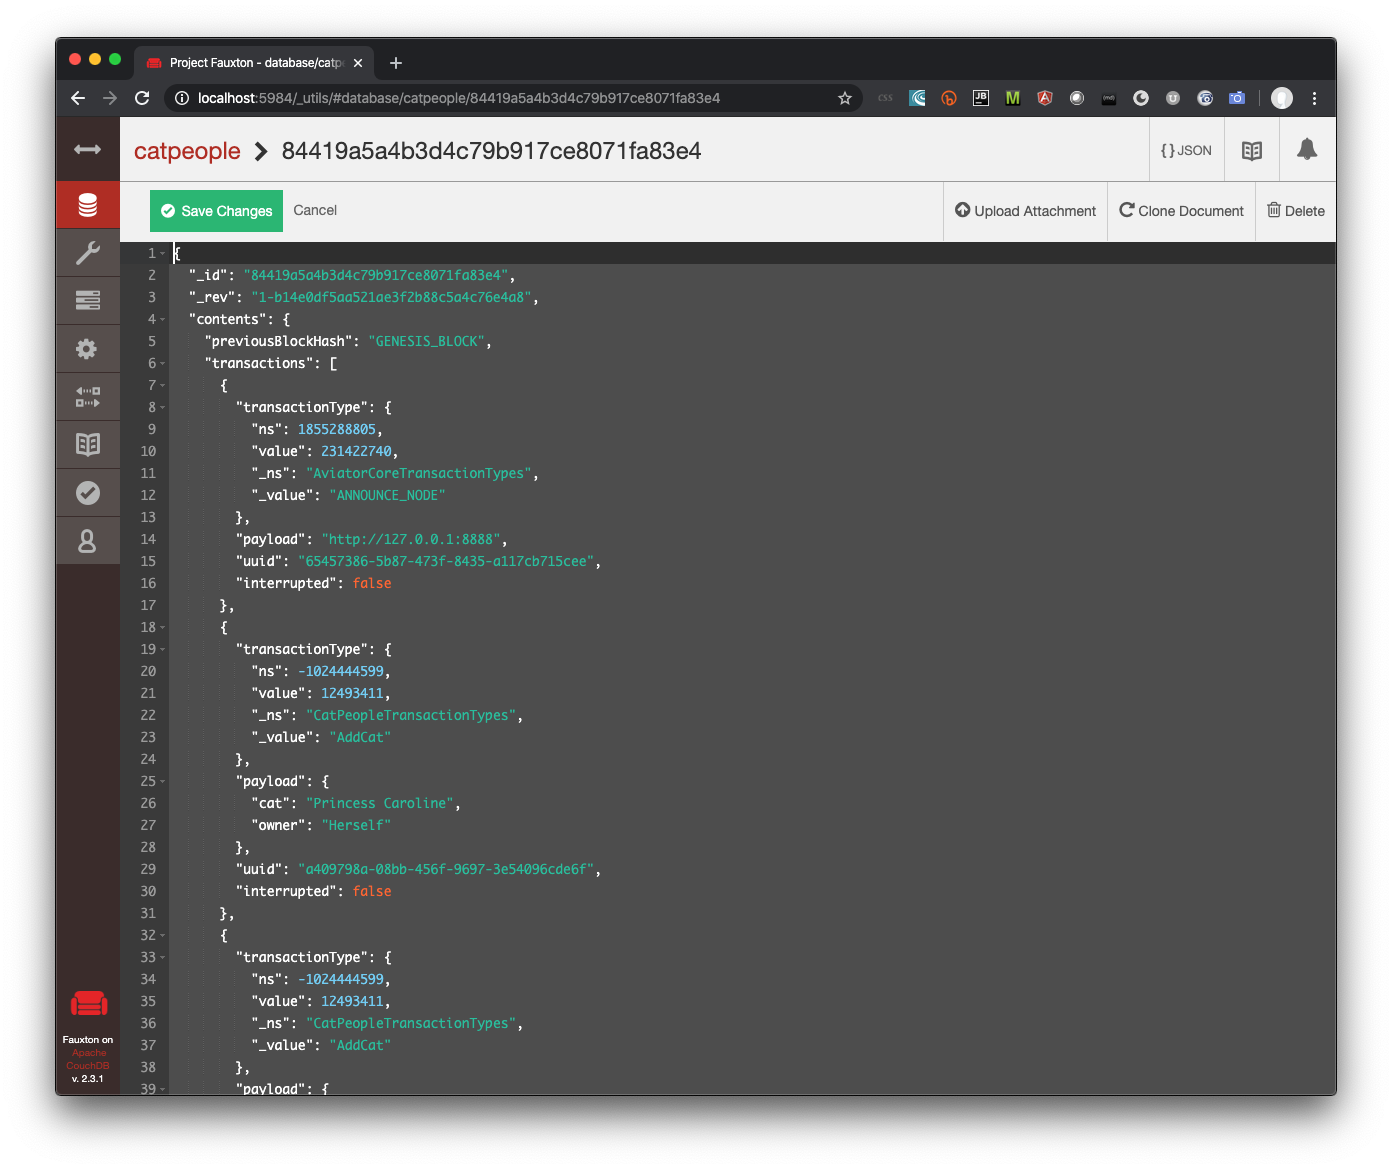 Project Fauxton - database/catp
localhost:5984/_utils/#database/catpeople/84419a5a4b3d4c79b917ce8071fa83e4
catpeople > 84419a5a4b3d4c79b917ce8071fa83e4
{} JSON
Save Changes
Cancel
Upload Attachment
Clone Document
Delete
1 {
2 "_id": "84419a5a4b3d4c79b917ce8071fa83e4",
3 "_rev": "1-b14e0df5aa521ae3f2b88c5a4c76e4a8",
4 "contents": {
5 "previousBlockHash": "GENESIS_BLOCK",
6 "transactions": [
7 {
8 "transactionType": {
9 "ns": 1855288805,
10 "value": 231422740,
11 "_ns": "AviatorCoreTransactionTypes",
12 "_value": "ANNOUNCE_NODE"
13 },
14 "payload": "http://127.0.0.1:8888",
15 "uuid": "65457386-5b87-473f-8435-a117cb715cee",
16 "interrupted": false
17 },
18 {
19 "transactionType": {
20 "ns": -1024444599,
21 "value": 12493411,
22 "_ns": "CatPeopleTransactionTypes",
23 "_value": "AddCat"
24 },
25 "payload": {
26 "cat": "Princess Caroline",
27 "owner": "Herself"
28 },
29 "uuid": "a409798a-08bb-456f-9697-3e54096cde6f",
30 "interrupted": false
31 },
32 {
33 "transactionType": {
34 "ns": -1024444599,
35 "value": 12493411,
36 "_ns": "CatPeopleTransactionTypes",
37 "_value": "AddCat"
38 },
39 "payload": {
Fauxton on
Apache
CouchDB
v. 2.3.1